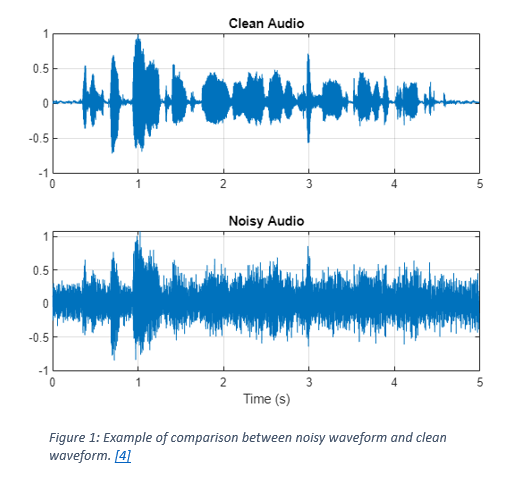 Clean Audio
1
0.5
0
-0.5
-1
0 1 2 3 4 5
Noisy Audio
1
0.5
0
-0.5
-1
0 1 2 3 4 5
Time (s)
Figure 1: Example of comparison between noisy waveform and clean
waveform. [4]